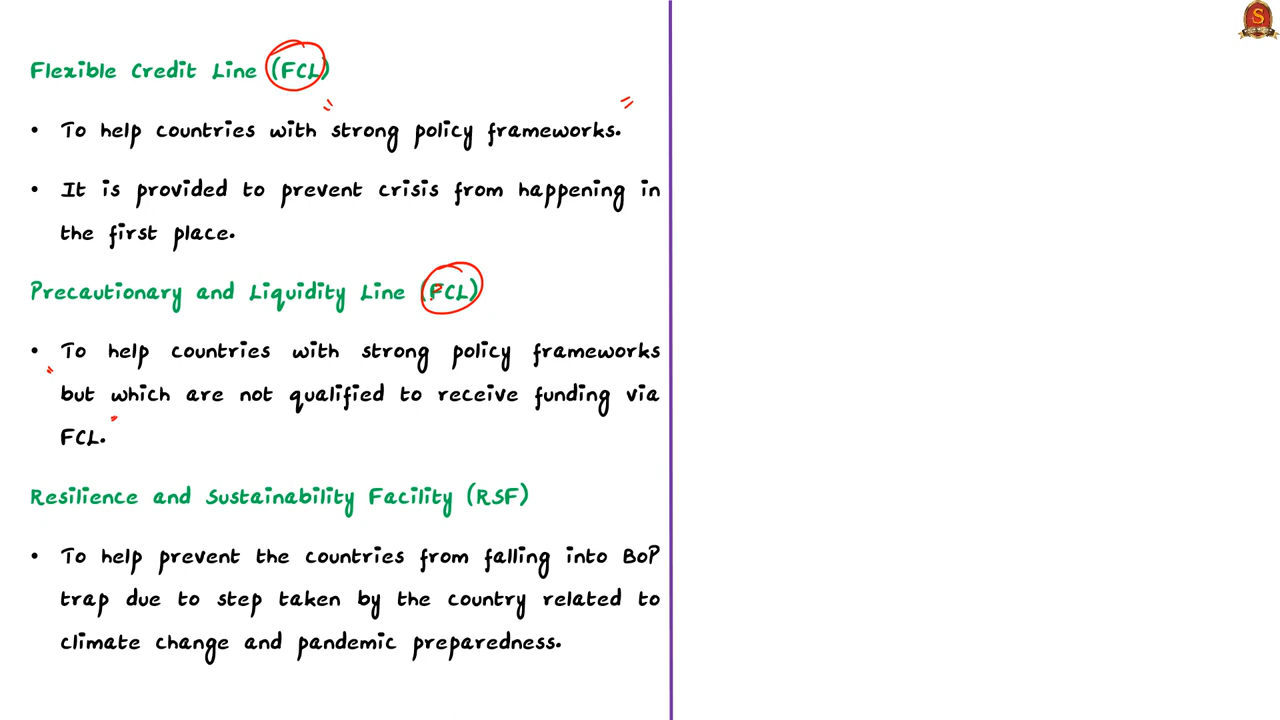 Flexible Credit Line (FCL)
• To help countries with strong policy frameworks.
• It is provided to prevent crisis from happening in
the first place.
Precautionary and Liquidity Line (FCL)
• To help countries with strong policy frameworks
but which are not qualified to receive funding via
FCL.
Resilience and Sustainability Facility (RSF)
• To help prevent the countries from falling into BoP
trap due to step taken by the country related to
climate change and pandemic preparedness.
S